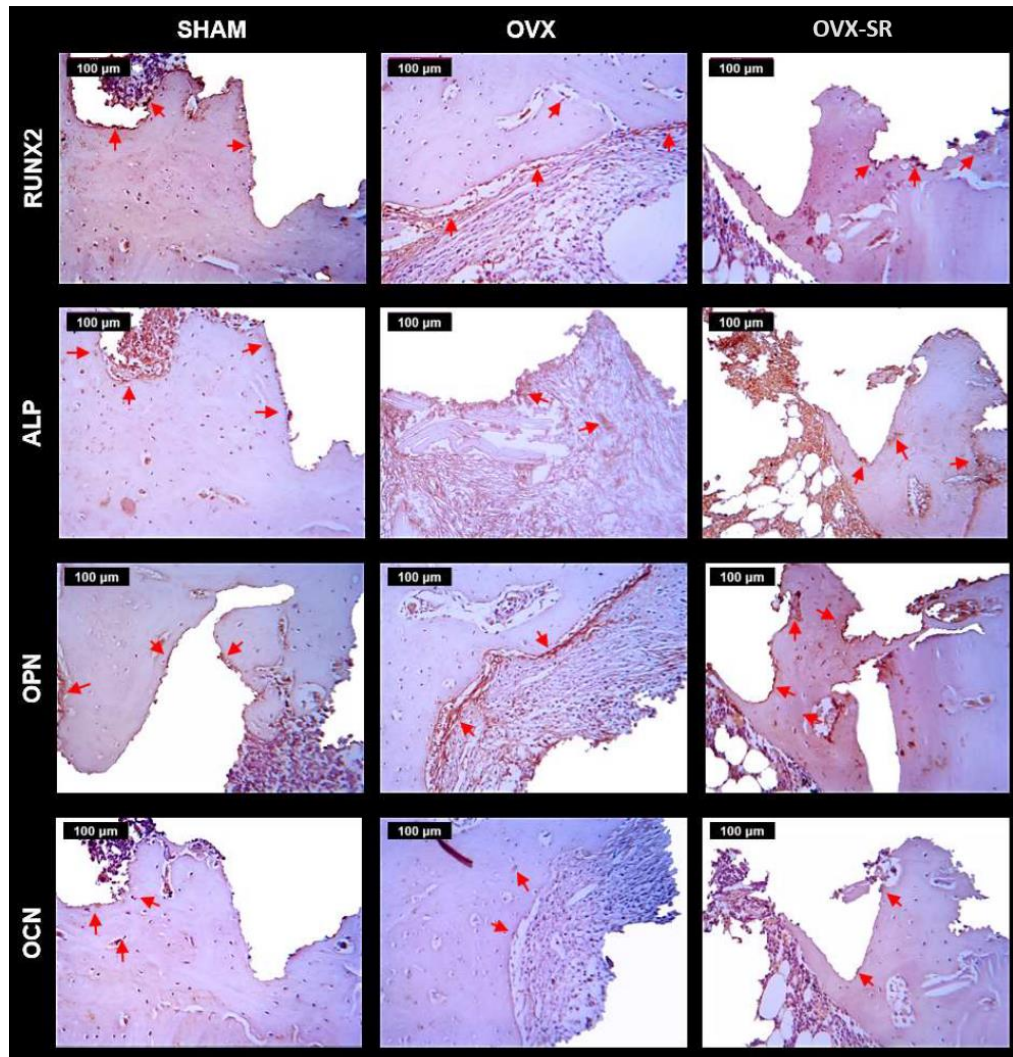 SHAM OVX OVX-SR
RUNX2 100 µm 100 µm 100 µm
ALP 100 µm 100 µm 100 µm
OPN 100 µm 100 µm 100 µm
OCN 100 µm 100 µm 100 µm